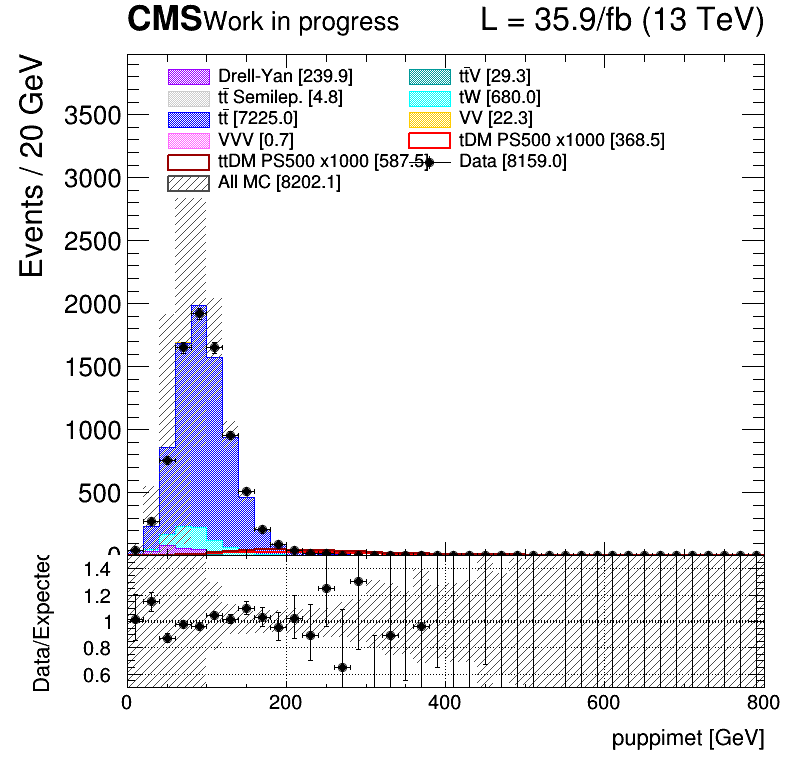 CMS Work in progress L = 35.9/fb (13 TeV)
Events / 20 GeV
Drell-Yan [239.9]
tt̄V [29.3]
tt̄ Semilep. [4.8]
tW [680.0]
tt̄ [7225.0]
VV [22.3]
VVV [0.7]
tDM PS500 x1000 [368.5]
ttDM PS500 x1000 [587.5]
Data [8159.0]
All MC [8202.1]
3500
3000
2500
2000
1500
1000
500
0
Data/Expected
1.4
1.2
1
0.8
0.6
0 200 400 600 800
puppimet [GeV]